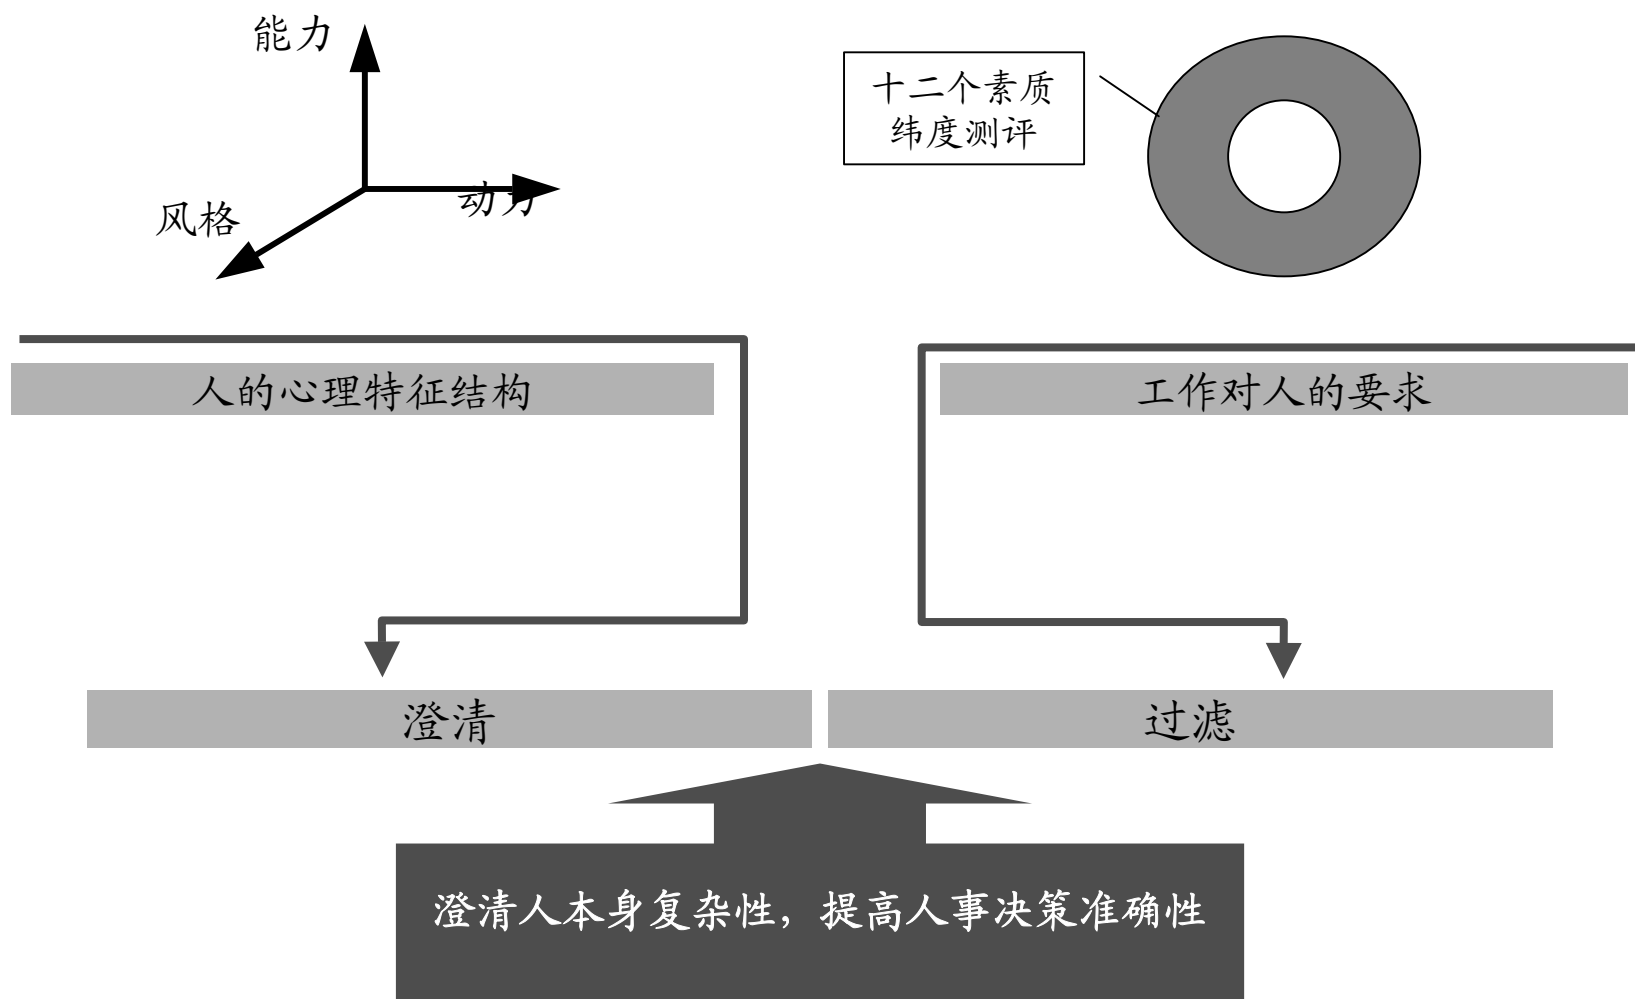 能力
十二个素质
纬度测评
风格
动力
人的心理特征结构
工作对人的要求
澄清
过滤
澄清人本身复杂性，提高人事决策准确性